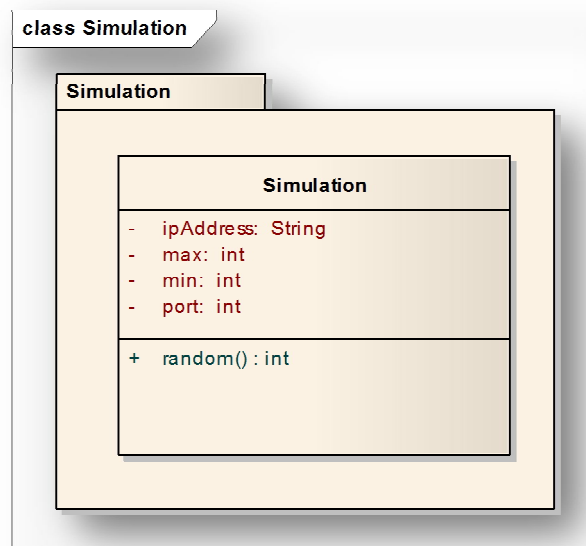 class Simulation
Simulation
Simulation
- ipAddress: String
- max: int
- min: int
- port: int
+ random() : int